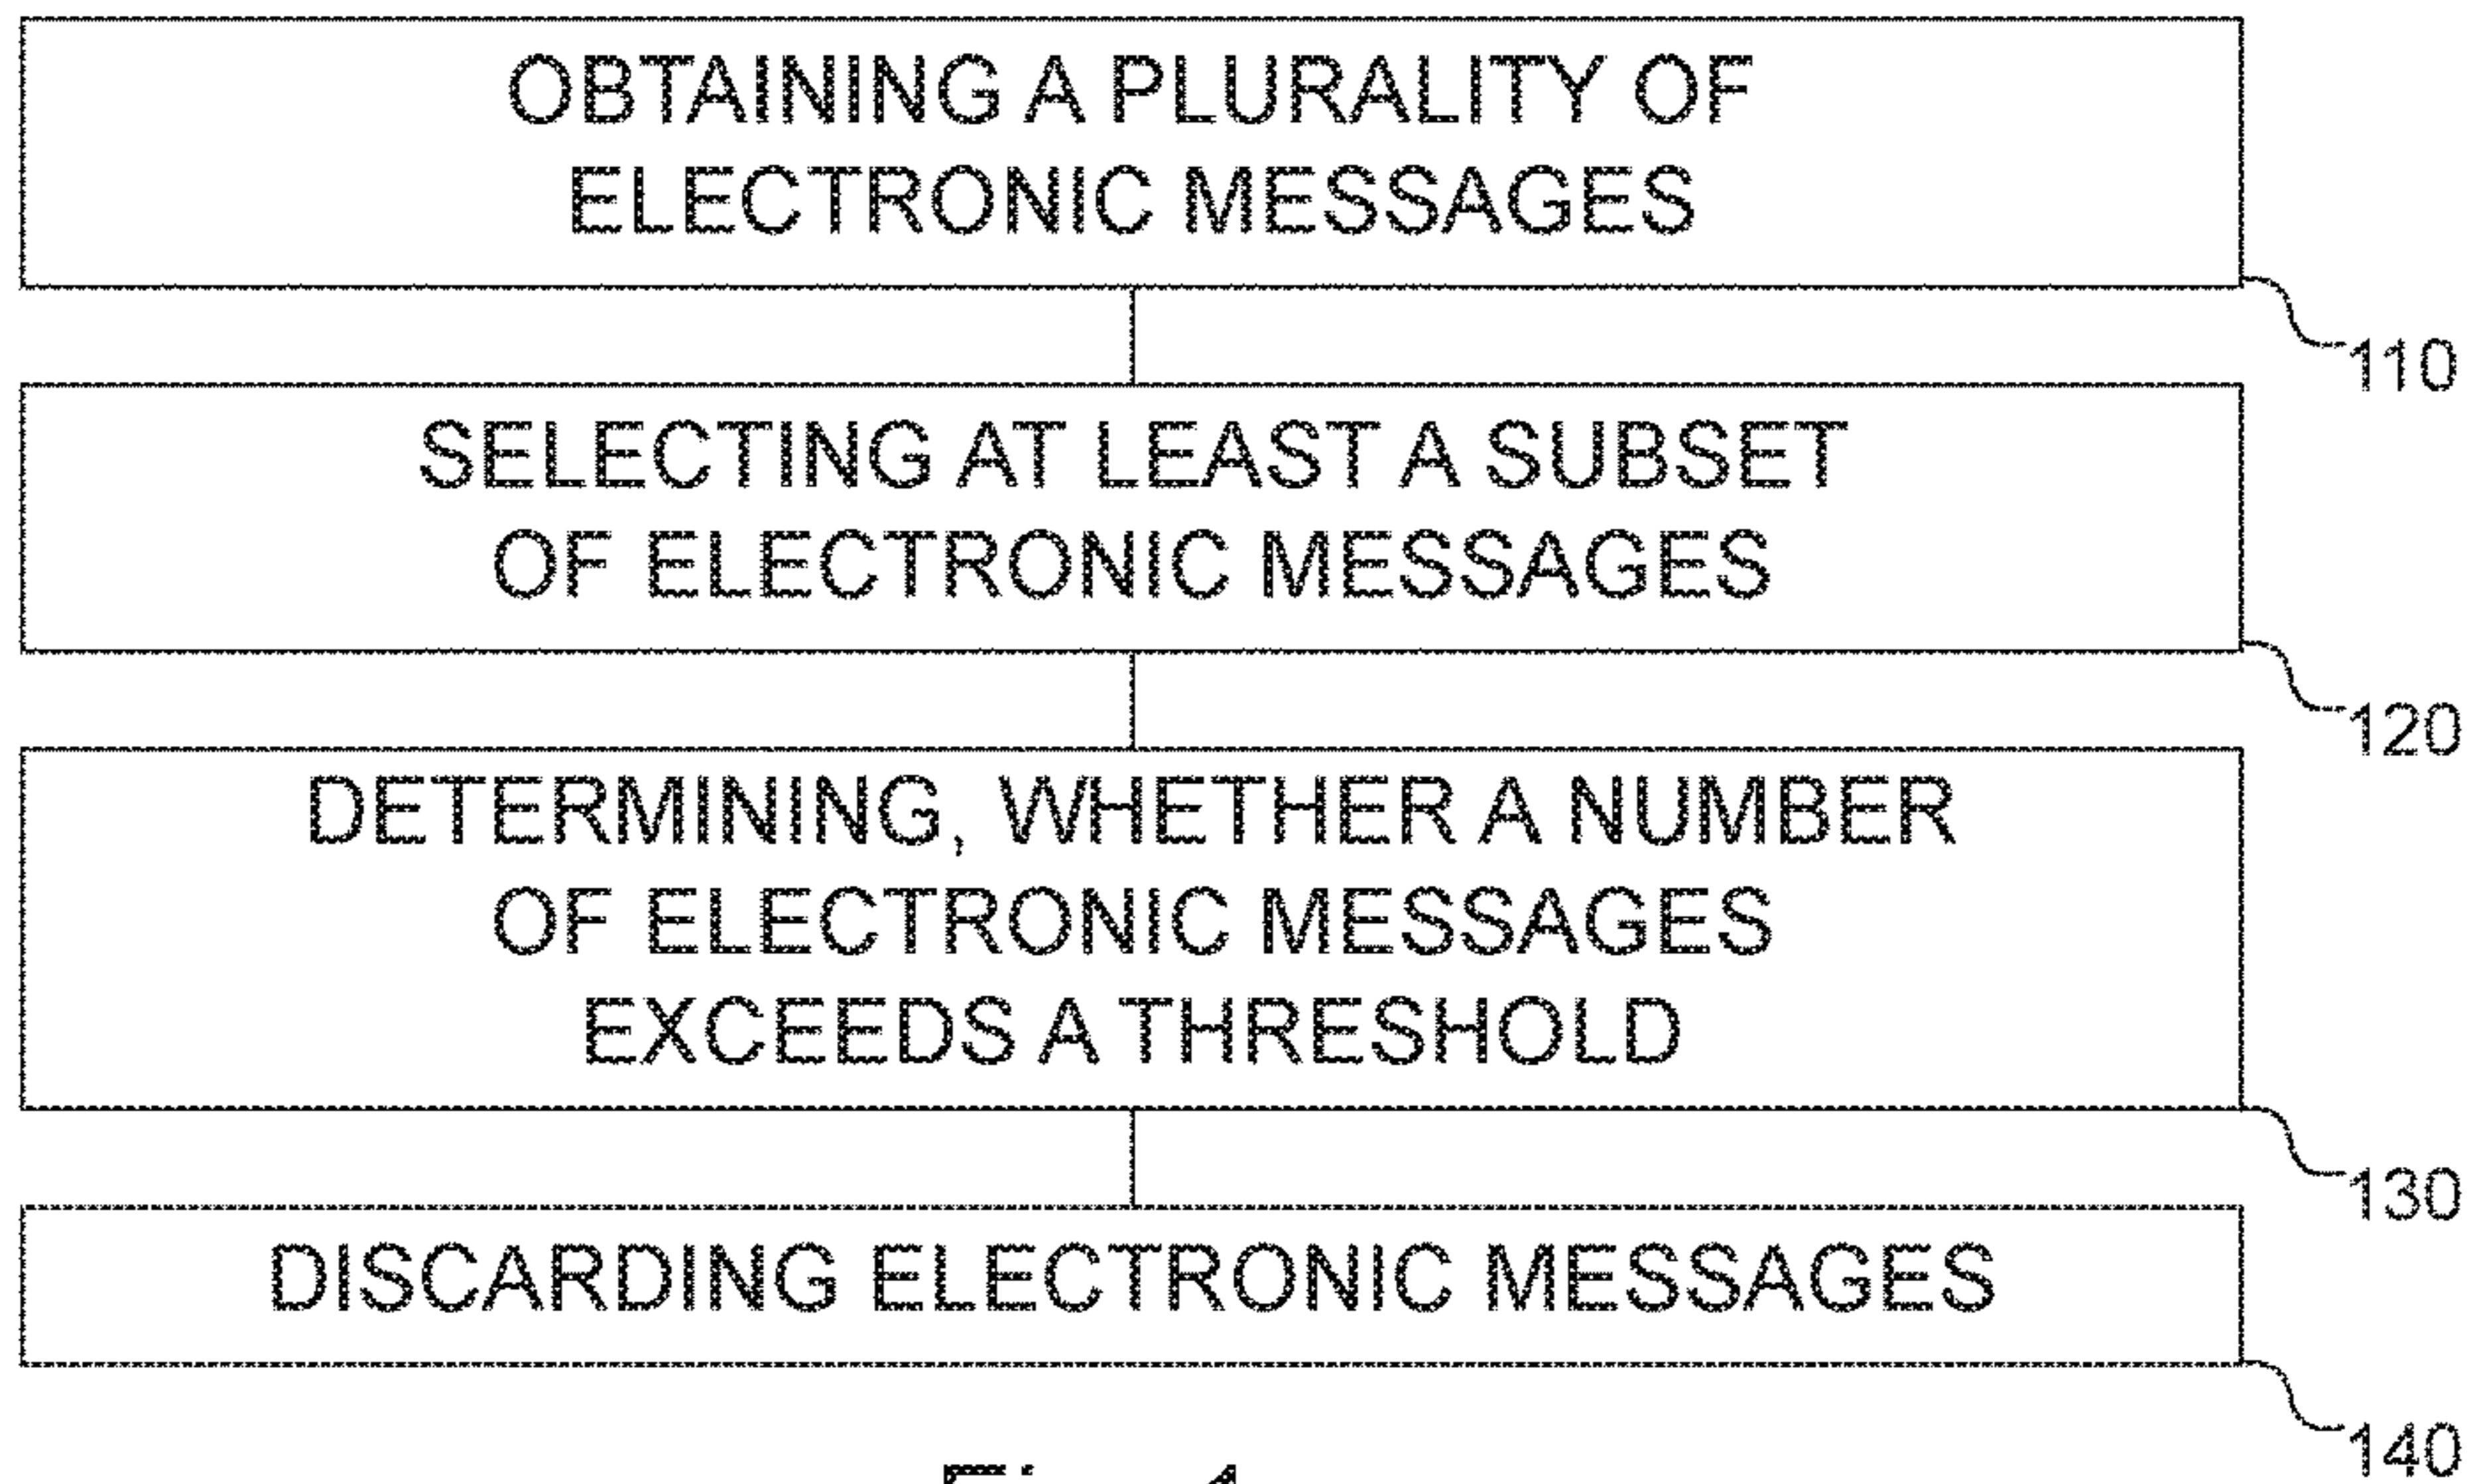 OBTAINING A PLURALITY OF
ELECTRONIC MESSAGES
110
SELECTING AT LEAST A SUBSET
OF ELECTRONIC MESSAGES
120
DETERMINING, WHETHER A NUMBER
OF ELECTRONIC MESSAGES
EXCEEDS A THRESHOLD
130
DISCARDING ELECTRONIC MESSAGES
140